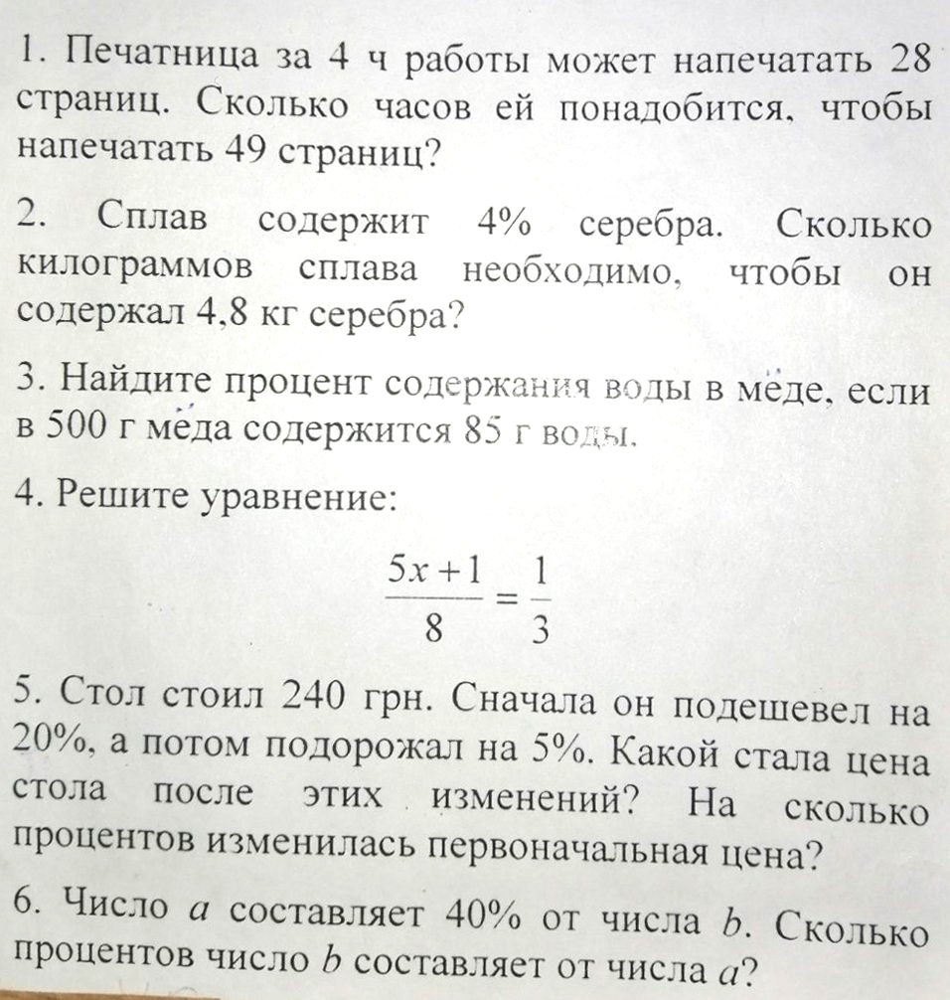 1. Печатница за 4 ч работы может напечатать 28
страниц. Сколько часов ей понадобится, чтобы
напечатать 49 страниц?
2. Сплав содержит 4% серебра. Сколько
килограммов сплава необходимо, чтобы он
содержал 4,8 кг серебра?
3. Найдите процент содержания воды в мёде, если
в 500 г мёда содержится 85 г воды.
4. Решите уравнение:
5x + 1
8
=
1
3
5. Стол стоил 240 грн. Сначала он подешевел на
20%, а потом подорожал на 5%. Какой стала цена
стола после этих изменений? На сколько
процентов изменилась первоначальная цена?
6. Число a составляет 40% от числа b. Сколько
процентов число b составляет от числа a?